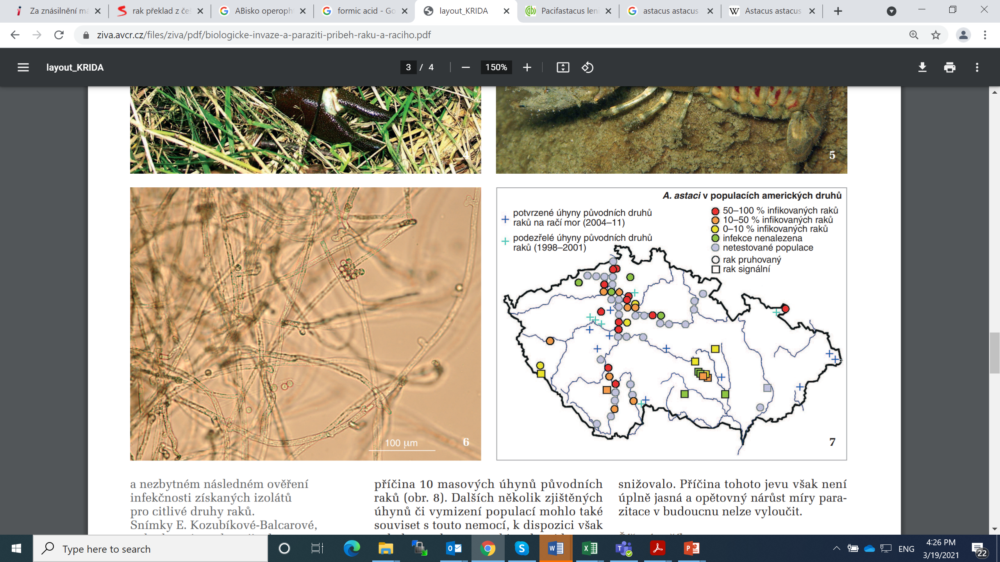 Za znásilnění má
rak překlad z češ
ABisko operoph
formic acid - Go
layout_KRIDA
Pacifastacus leni
astacus astacus
Astacus astacus
ziva.avcr.cz/files/ziva/pdf/biologicke-invaze-a-paraziti-pribeh-raku-a-raciho.pdf
layout_KRIDA
3 / 4
150%
4
5
100 µm
6
A. astaci v populacích amerických druhů
potvrzené úhyny původních druhů
raků na račí mor (2004–11)
podezřelé úhyny původních druhů
raků (1998–2001)
50–100 % infikovaných raků
10–50 % infikovaných raků
0–10 % infikovaných raků
infekce nenalezena
netestované populace
rak pruhovaný
rak signální
7
a nezbytném následném ověření
infekčnosti získaných izolátů
pro citlivé druhy raků.
Snímky E. Kozubíkové-Balcarové,
příčina 10 masových úhynů původních
raků (obr. 8). Dalších několik zjištěných
úhynů či vymizení populací mohlo také
souviset s touto nemocí, k dispozici však
snižovalo. Příčina tohoto jevu však není
úplně jasná a opětovný nárůst míry para-
zitace v budoucnu nelze vyloučit.
Type here to search
ENG
4:26 PM
3/19/2021
22